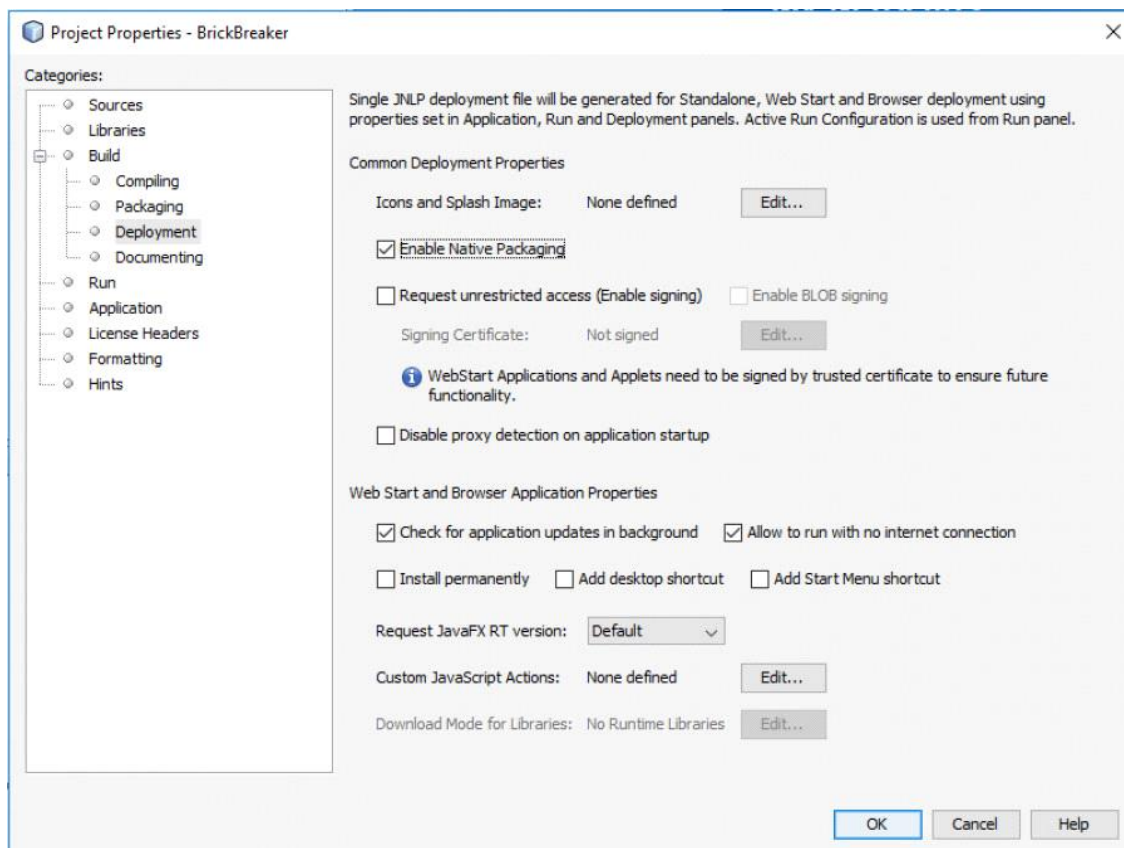 Project Properties - BrickBreaker
Categories:
Sources
Libraries
Build
Compiling
Packaging
Deployment
Documenting
Run
Application
License Headers
Formatting
Hints
Single JNLP deployment file will be generated for Standalone, Web Start and Browser deployment using
properties set in Application, Run and Deployment panels. Active Run Configuration is used from Run panel.
Common Deployment Properties
Icons and Splash Image: None defined Edit...
Enable Native Packaging
Request unrestricted access (Enable signing) Enable BLOB signing
Signing Certificate: Not signed Edit...
WebStart Applications and Applets need to be signed by trusted certificate to ensure future
functionality.
Disable proxy detection on application startup
Web Start and Browser Application Properties
Check for application updates in background Allow to run with no internet connection
Install permanently Add desktop shortcut Add Start Menu shortcut
Request JavaFX RT version: Default
Custom JavaScript Actions: None defined Edit...
Download Mode for Libraries: No Runtime Libraries Edit...
OK Cancel Help